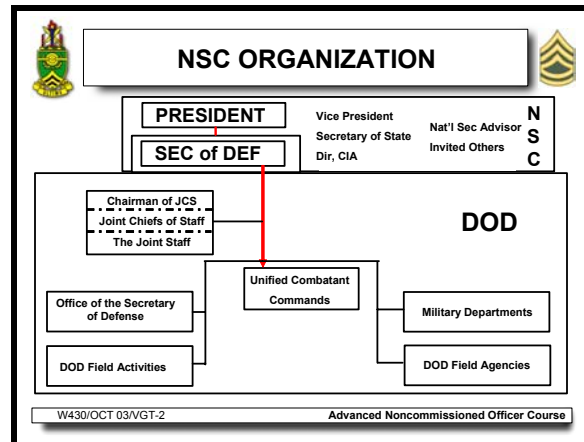 NSC ORGANIZATION
PRESIDENT
SEC of DEF
Vice President
Secretary of State
Dir, CIA
Nat'l Sec Advisor
Invited Others
N
S
C
DOD
Chairman of JCS
Joint Chiefs of Staff
The Joint Staff
Unified Combatant
Commands
Office of the Secretary
of Defense
Military Departments
DOD Field Activities
DOD Field Agencies
W430/OCT 03/VGT-2
Advanced Noncommissioned Officer Course